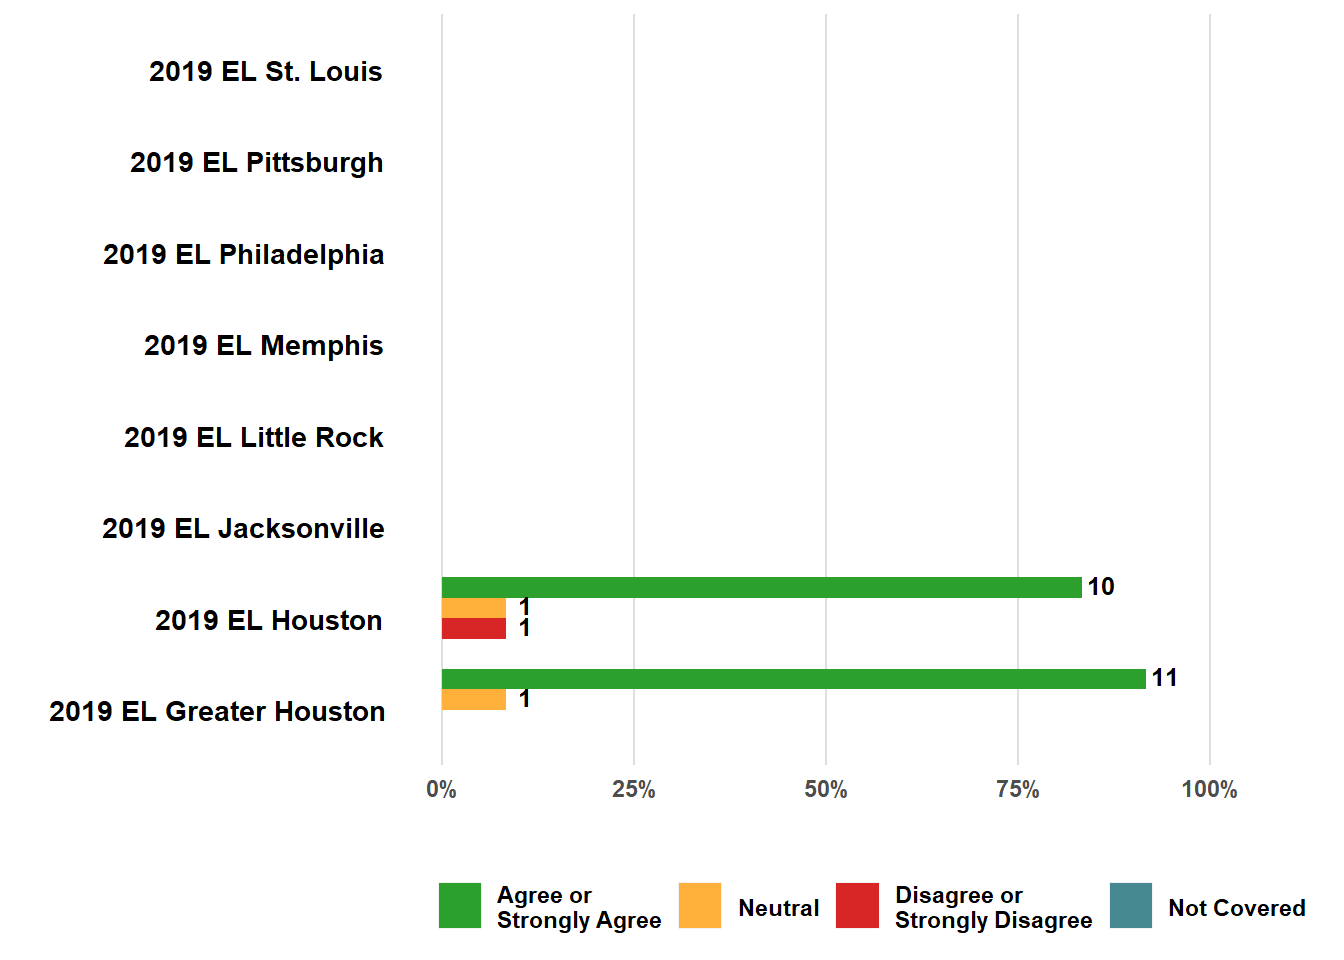 2019 EL St. Louis
2019 EL Pittsburgh
2019 EL Philadelphia
2019 EL Memphis
2019 EL Little Rock
2019 EL Jacksonville
10
1
2019 EL Houston
1
11
1
2019 EL Greater Houston
0% 25% 50% 75% 100%
Agree or
Strongly Agree
Neutral
Disagree or
Strongly Disagree
Not Covered